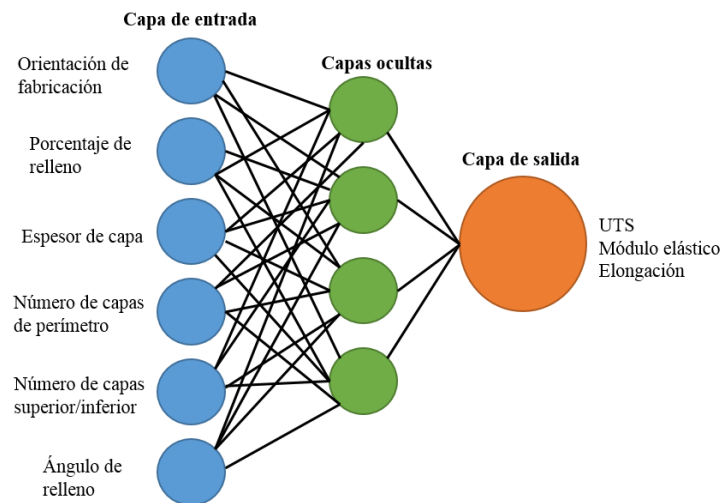 Capa de entrada
Orientación de
fabricación
Porcentaje de
relleno
Espesor de capa
Número de capas
de perímetro
Número de capas
superior/inferior
Ángulo de
relleno
Capas ocultas
Capa de salida
UTS
Módulo elástico
Elongación